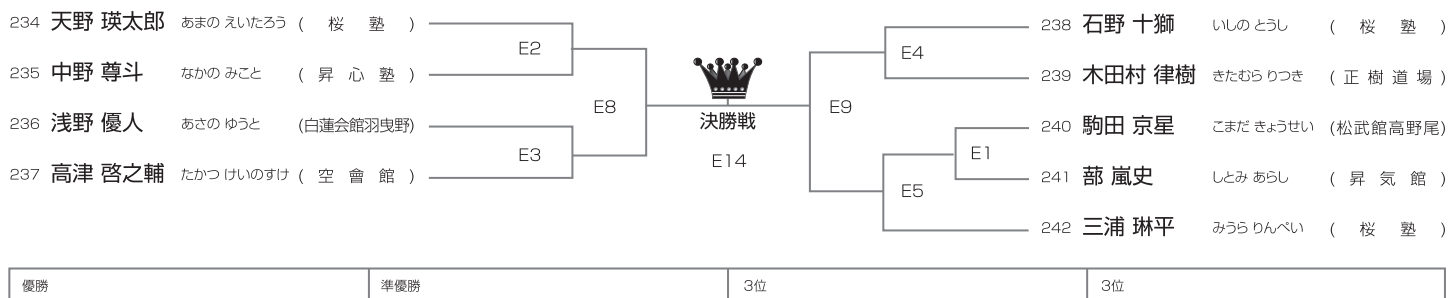 234 天野 瑛太郎 あまの えいたろう ( 桜 塾 )
235 中野 尊斗 なかの みこと ( 昇 心 塾 )
236 浅野 優人 あさの ゆうと (白蓮会館羽曳野)
237 高津 啓之輔 たかつ けいのすけ ( 空 會 館 )
E2
E3
E8
決勝戦
E14
E9
E4
E1
E5
238 石野 十獅 いしの とうし ( 桜 塾 )
239 木田村 律樹 きたむら りつき ( 正 樹 道 場 )
240 駒田 京星 こまだ きょうせい (松武館高野尾)
241 蔀 嵐史 しとみ あらし ( 昇 気 館 )
242 三浦 琳平 みうら りんぺい ( 桜 塾 )
優勝 準優勝 3位 3位